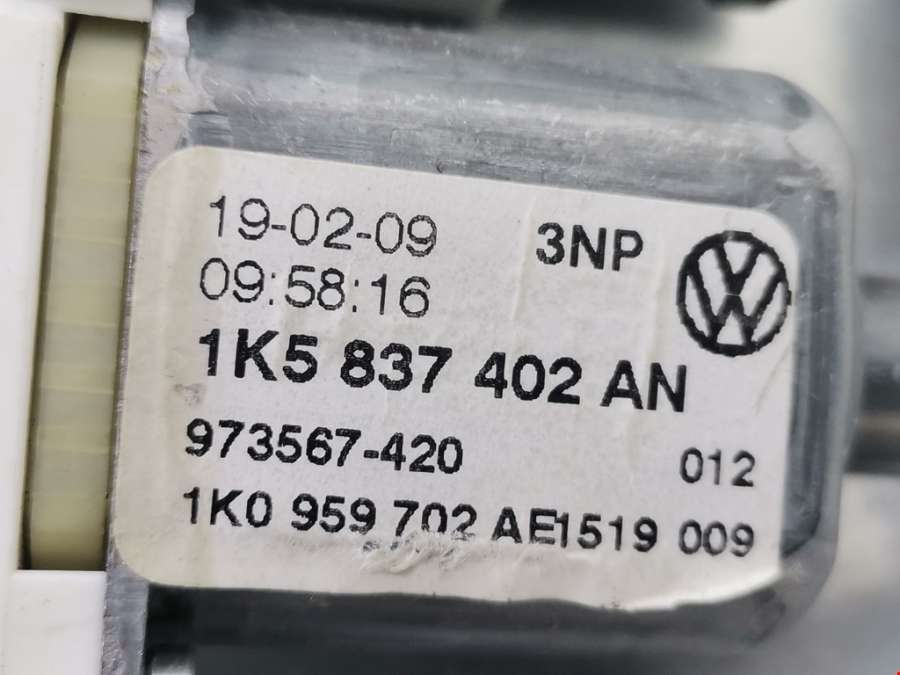 19-02-09 3NP
09:58:16
1K5 837 402 AN
973567-420 012
1K0 959 702 AE1519 009